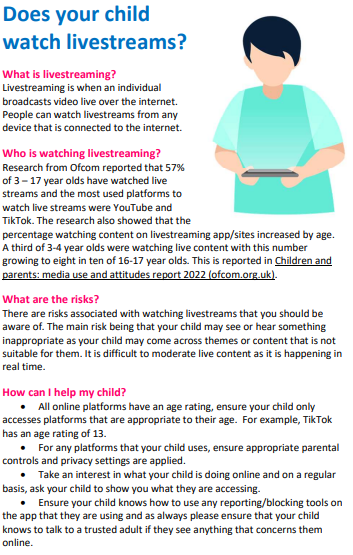 Does your child
watch livestreams?
What is livestreaming?
Livestreaming is when an individual
broadcasts video live over the internet.
People can watch livestreams from any
device that is connected to the internet.
Who is watching livestreaming?
Research from Ofcom reported that 57%
of 3 – 17 year olds have watched live
streams and the most used platforms to
watch live streams were YouTube and
TikTok. The research also showed that the
percentage watching content on livestreaming app/sites increased by age.
A third of 3-4 year olds were watching live content with this number
growing to eight in ten of 16-17 year olds. This is reported in Children and
parents: media use and attitudes report 2022 (ofcom.org.uk).
What are the risks?
There are risks associated with watching livestreams that you should be
aware of. The main risk being that your child may see or hear something
inappropriate as your child may come across themes or content that is not
suitable for them. It is difficult to moderate live content as it is happening in
real time.
How can I help my child?
• All online platforms have an age rating, ensure your child only
accesses platforms that are appropriate to their age. For example, TikTok
has an age rating of 13.
• For any platforms that your child uses, ensure appropriate parental
controls and privacy settings are applied.
• Take an interest in what your child is doing online and on a regular
basis, ask your child to show you what they are accessing.
• Ensure your child knows how to use any reporting/blocking tools on
the app that they are using and as always please ensure that your child
knows to talk to a trusted adult if they see anything that concerns them
online.